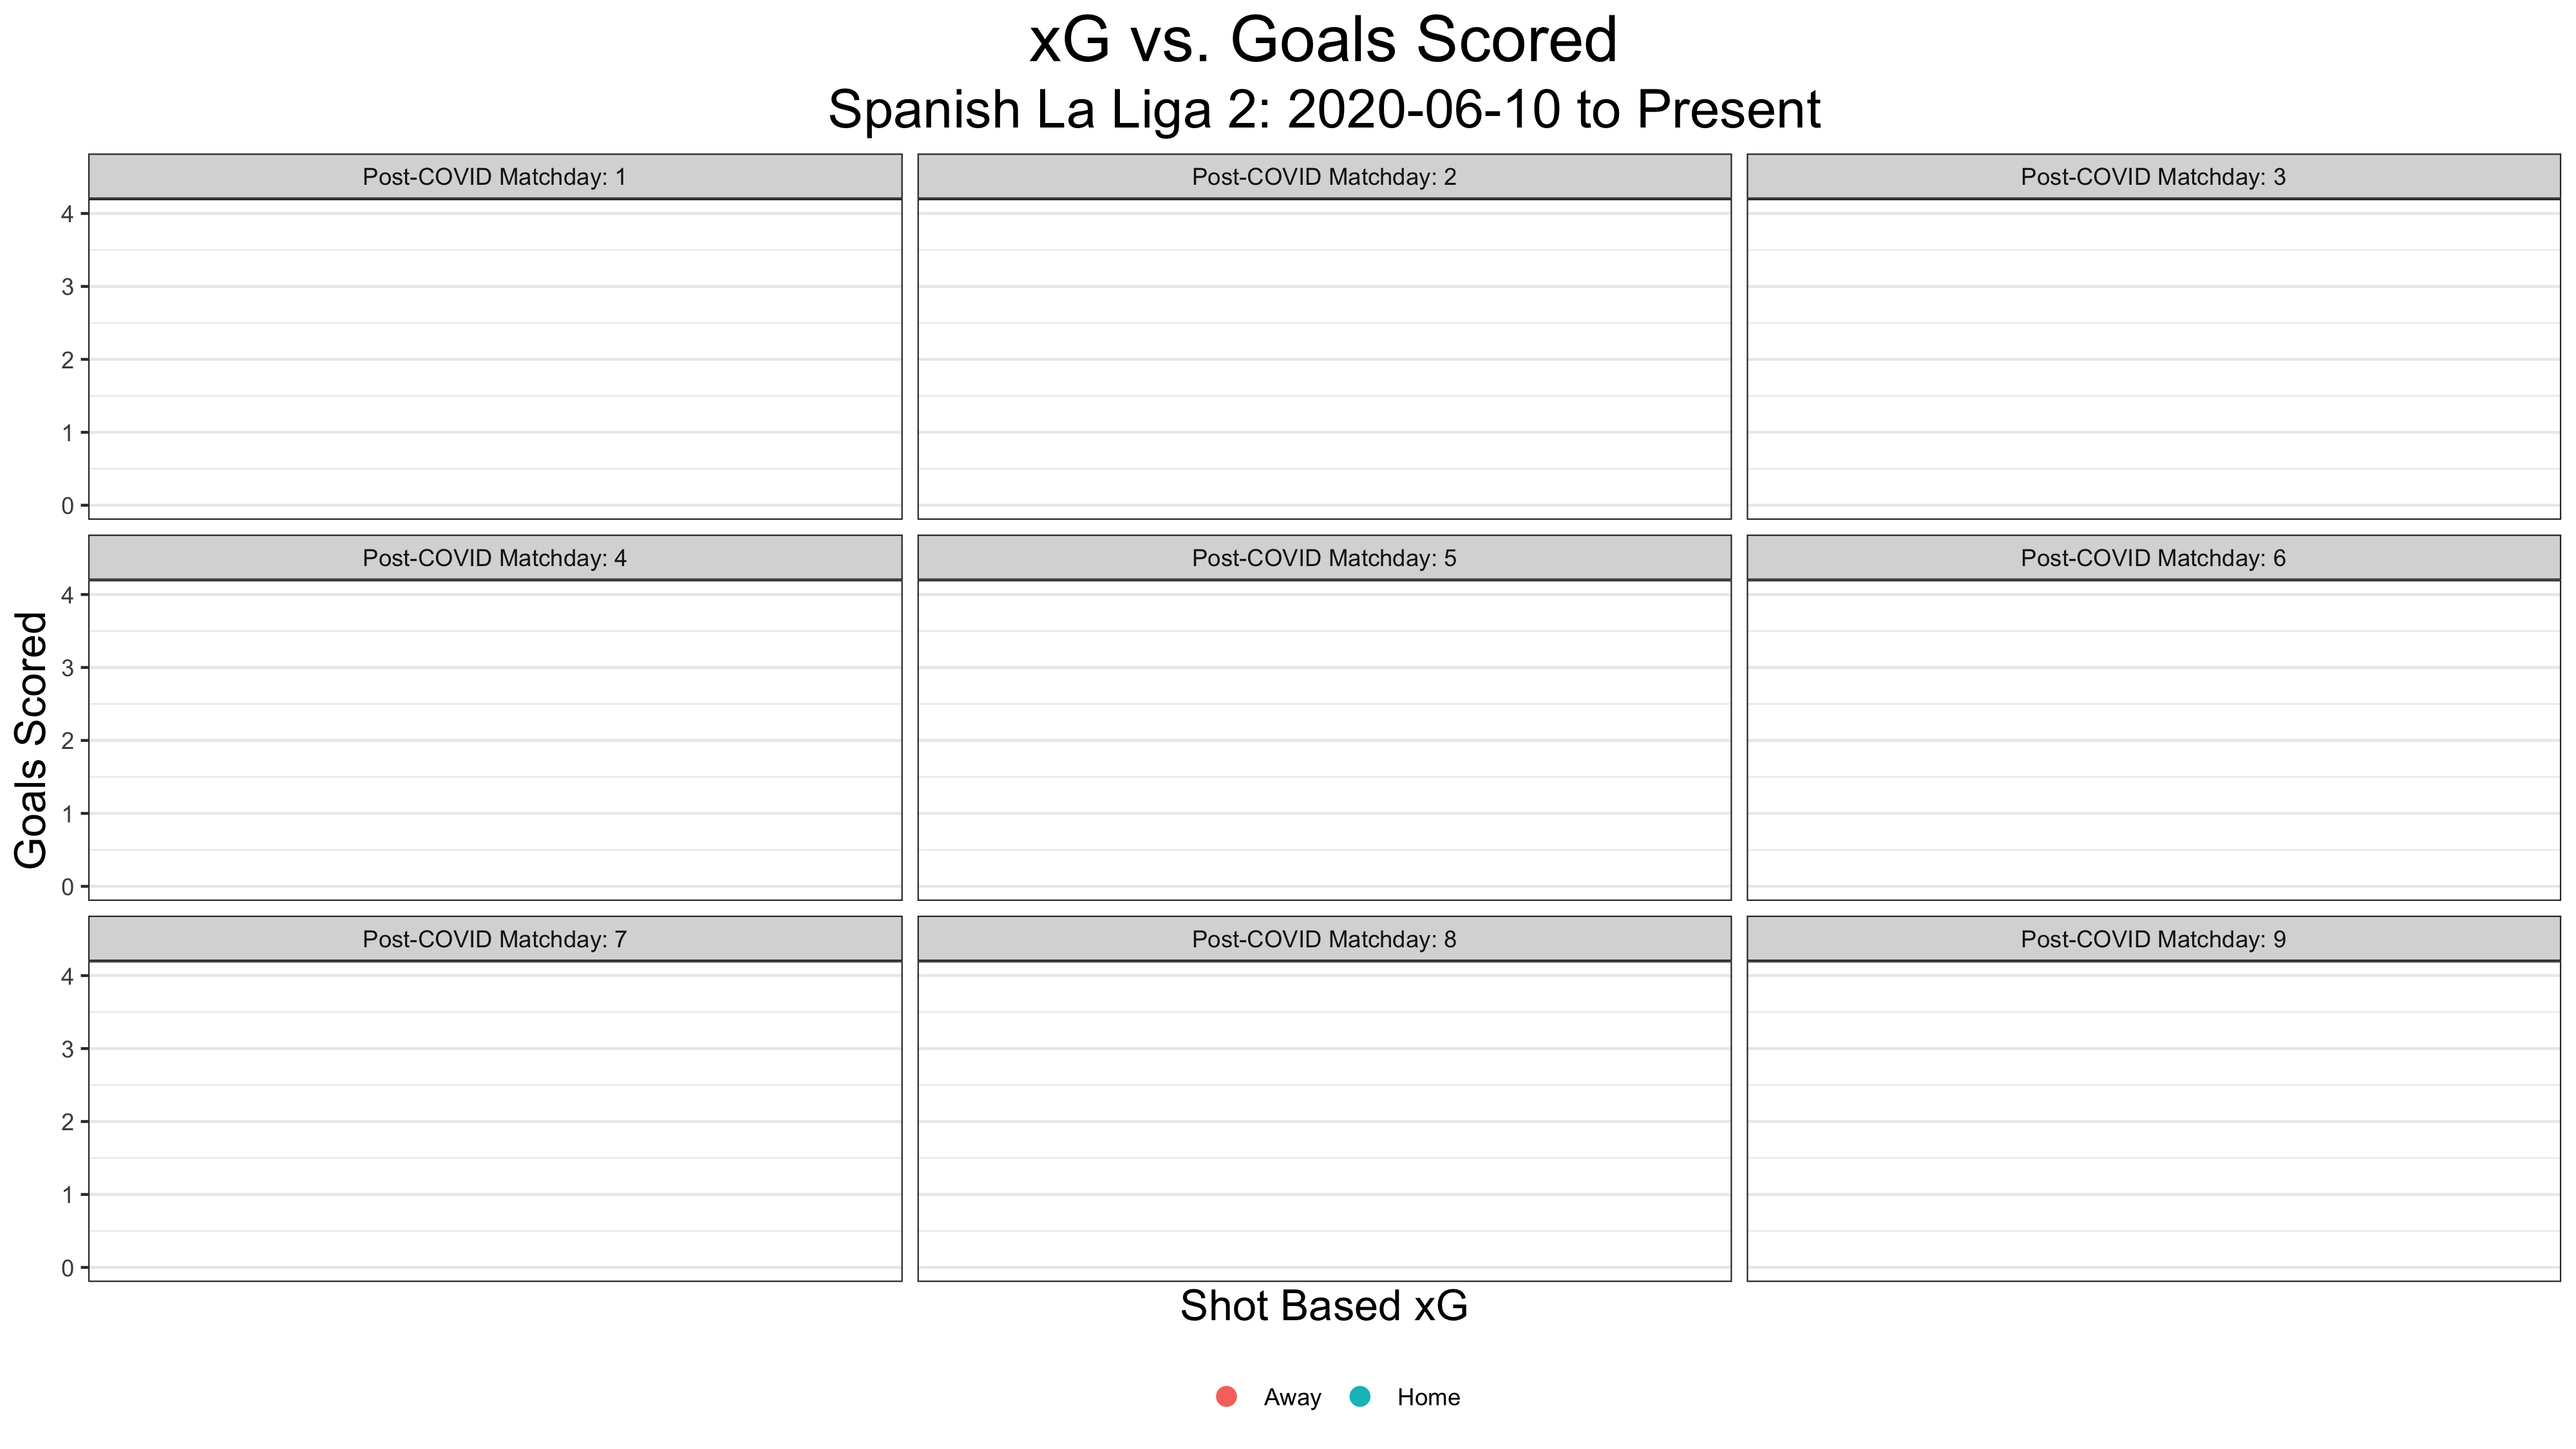 xG vs. Goals Scored
Spanish La Liga 2: 2020-06-10 to Present
Post-COVID Matchday: 1
Post-COVID Matchday: 2
Post-COVID Matchday: 3
4
3
2
1
0
Post-COVID Matchday: 4
Post-COVID Matchday: 5
Post-COVID Matchday: 6
Goals Scored
4
3
2
1
0
Post-COVID Matchday: 7
Post-COVID Matchday: 8
Post-COVID Matchday: 9
4
3
2
1
0
Shot Based xG
Away
Home